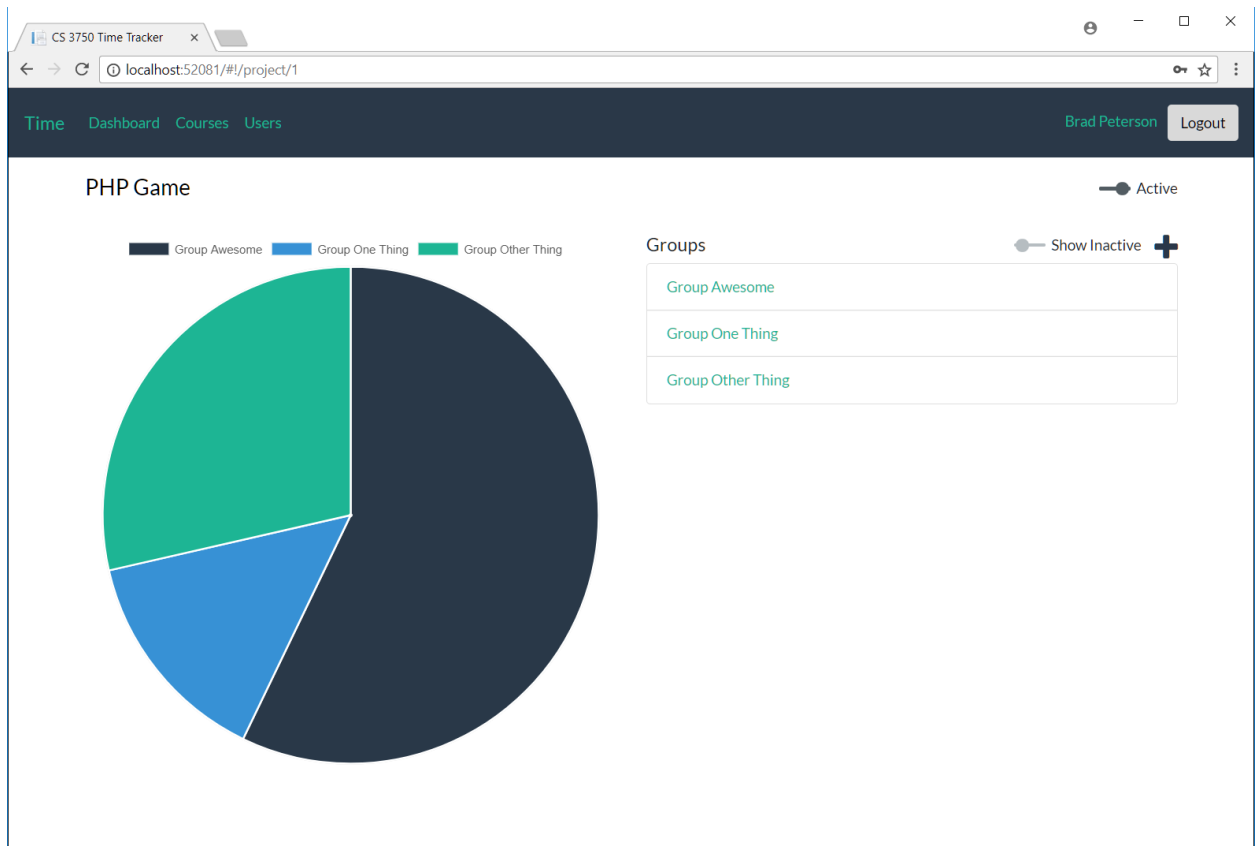 CS 3750 Time Tracker
localhost:52081/#!/project/1
Time Dashboard Courses Users Brad Peterson Logout
PHP Game Active
Group Awesome Group One Thing Group Other Thing
Groups Show Inactive
Group Awesome
Group One Thing
Group Other Thing